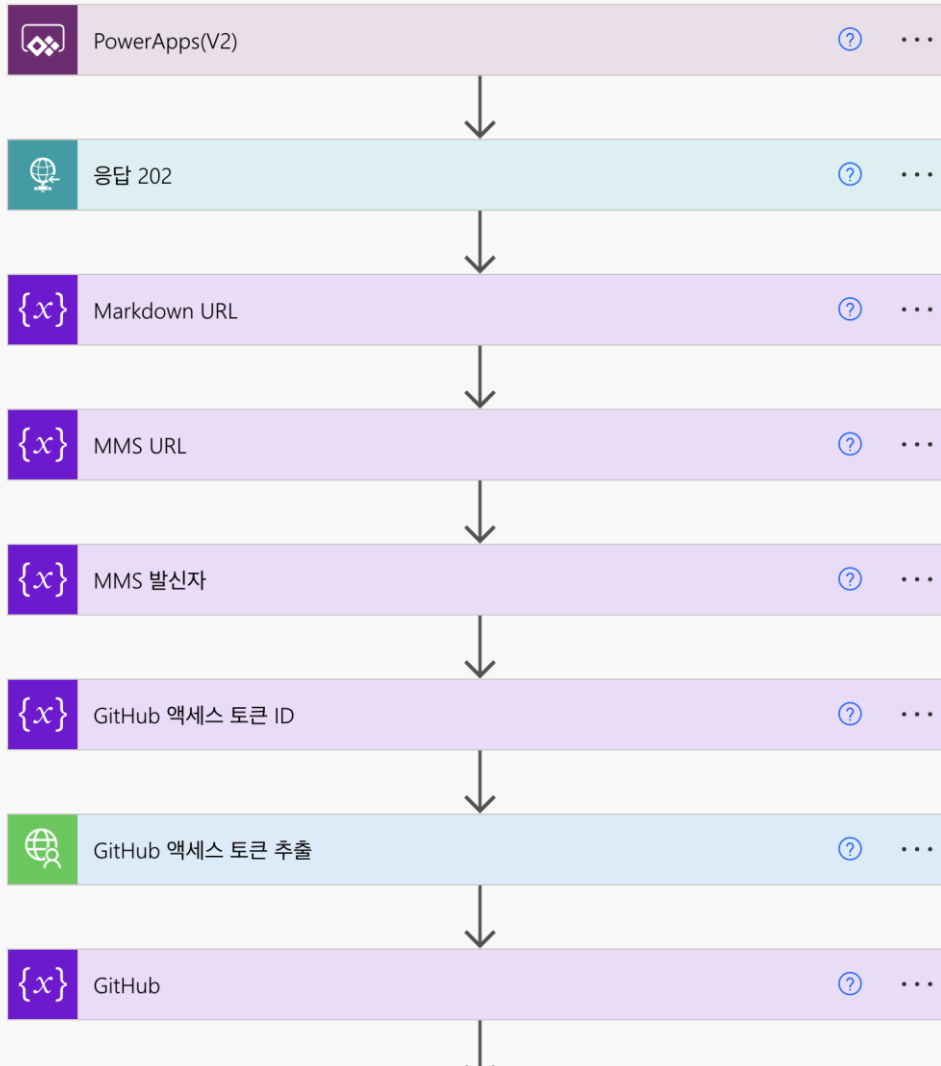 PowerApps(V2)
응답 202
{x} Markdown URL
{x} MMS URL
{x} MMS 발신자
{x} GitHub 액세스 토큰 ID
GitHub 액세스 토큰 추출
{x} GitHub